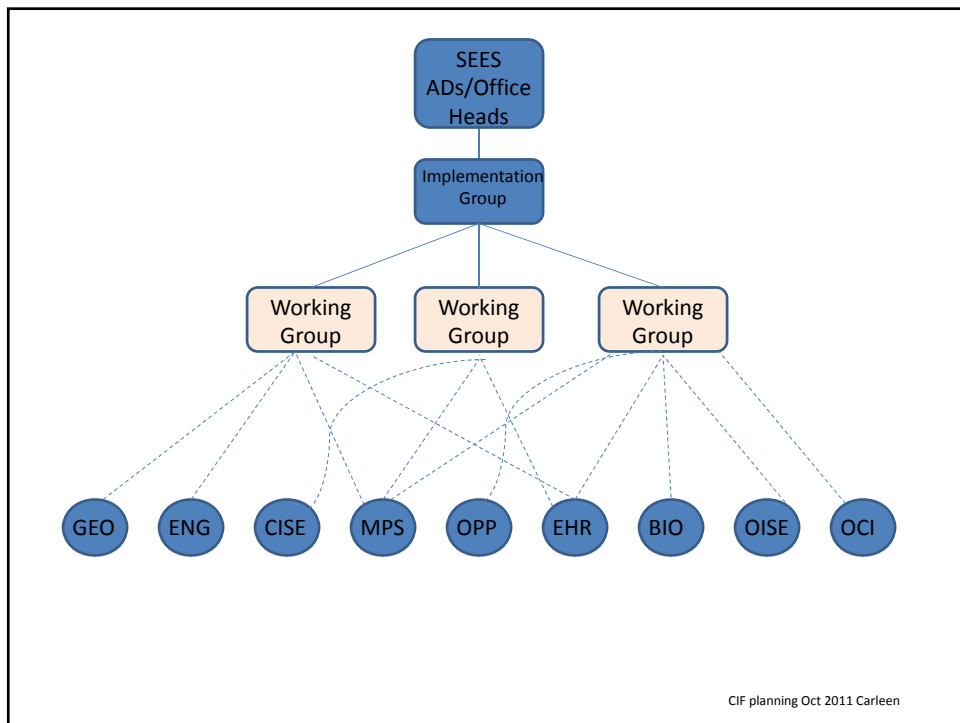 SEES
ADs/Office
Heads
Implementation
Group
Working
Group
Working
Group
Working
Group
GEO
ENG
CISE
MPS
OPP
EHR
BIO
OISE
OCI
CIF planning Oct 2011 Carleen